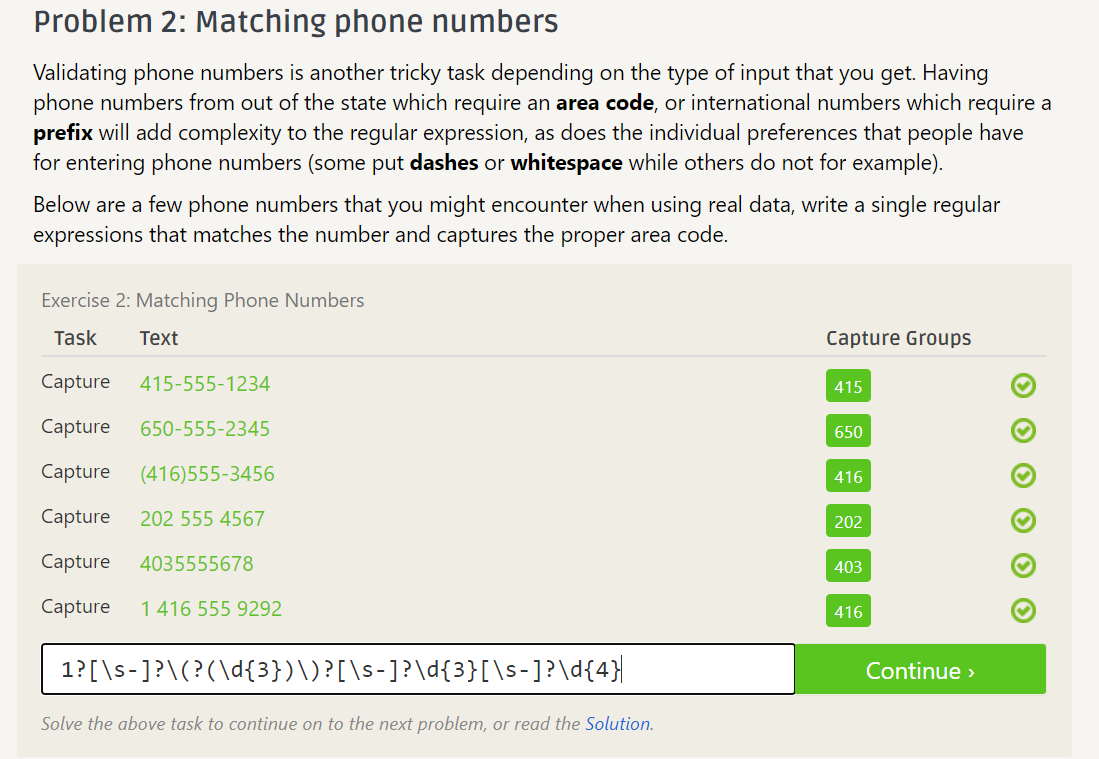 Problem 2: Matching phone numbers
Validating phone numbers is another tricky task depending on the type of input that you get. Having
phone numbers from out of the state which require an area code, or international numbers which require a
prefix will add complexity to the regular expression, as does the individual preferences that people have
for entering phone numbers (some put dashes or whitespace while others do not for example).
Below are a few phone numbers that you might encounter when using real data, write a single regular
expressions that matches the number and captures the proper area code.
Exercise 2: Matching Phone Numbers
Task Text Capture Groups
Capture 415-555-1234 415
Capture 650-555-2345 650
Capture (416)555-3456 416
Capture 202 555 4567 202
Capture 4035555678 403
Capture 1 416 555 9292 416
1?[\s-]?\(?(\d{3})\)?[\s-]?\d{3}[\s-]?\d{4} Continue ›
Solve the above task to continue on to the next problem, or read the Solution.